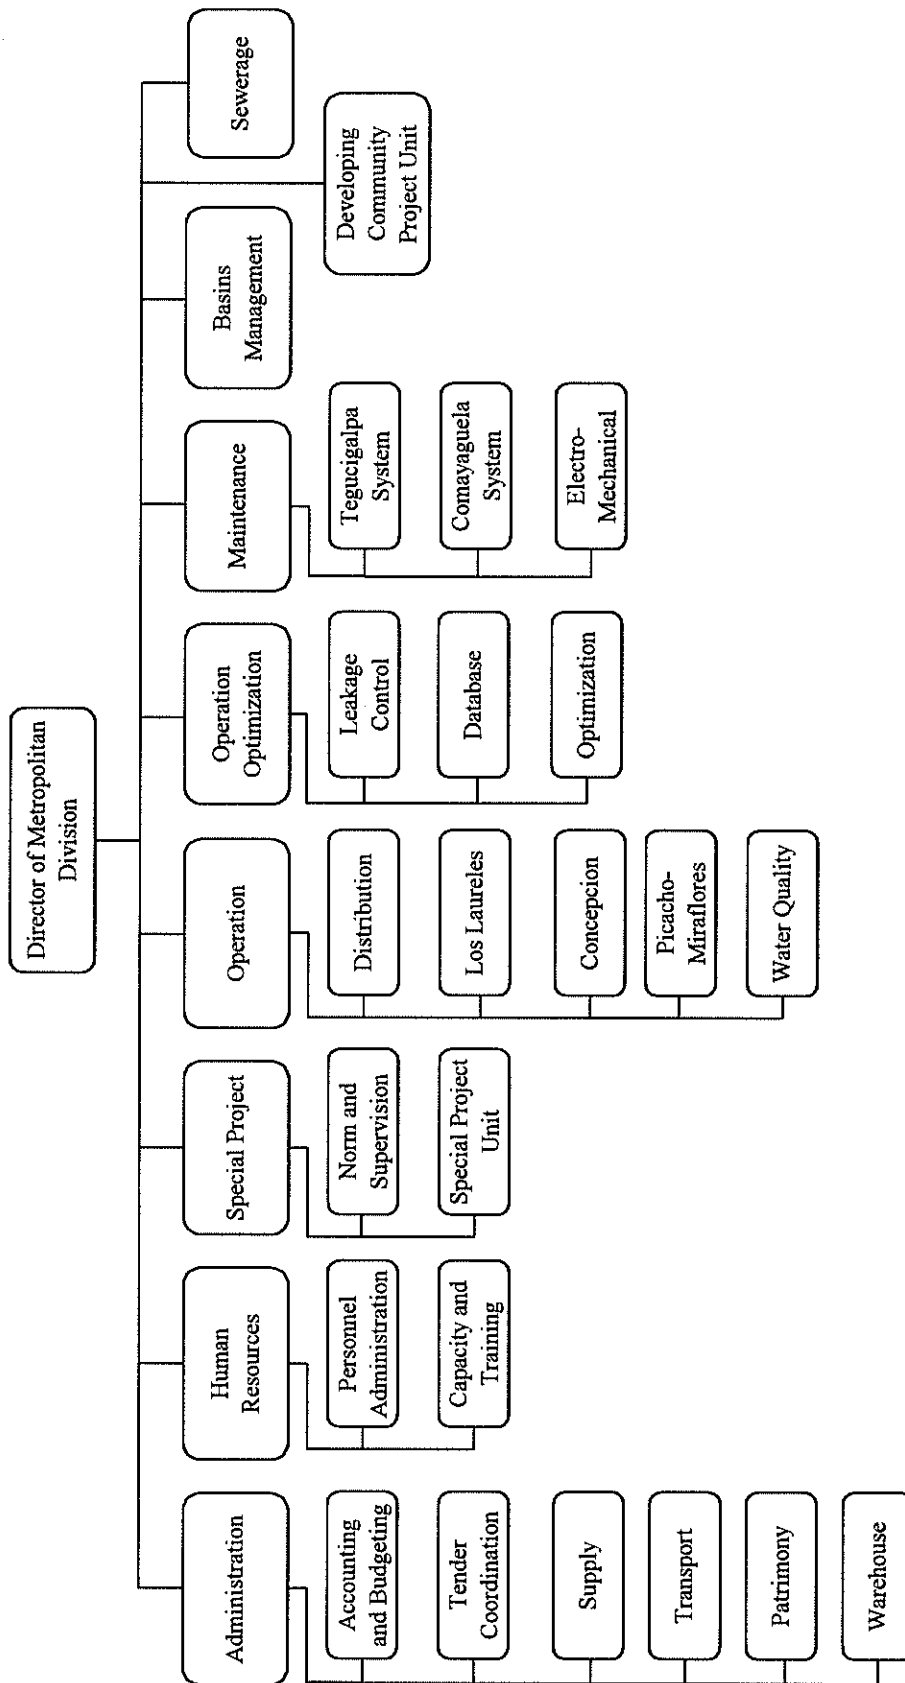 Director of Metropolitan
Division
Administration
Accounting
and Budgeting
Tender
Coordination
Supply
Transport
Patrimony
Warehouse
Human
Resources
Personnel
Administration
Capacity and
Training
Special Project
Norm and
Supervision
Special Project
Unit
Operation
Distribution
Los Laureles
Concepcion
Picacho-
Miraflores
Water Quality
Operation
Optimization
Leakage
Control
Database
Optimization
Maintenance
Tegucigalpa
System
Comayaguela
System
Electro-
Mechanical
Basins
Management
Developing
Community
Project Unit
Sewerage